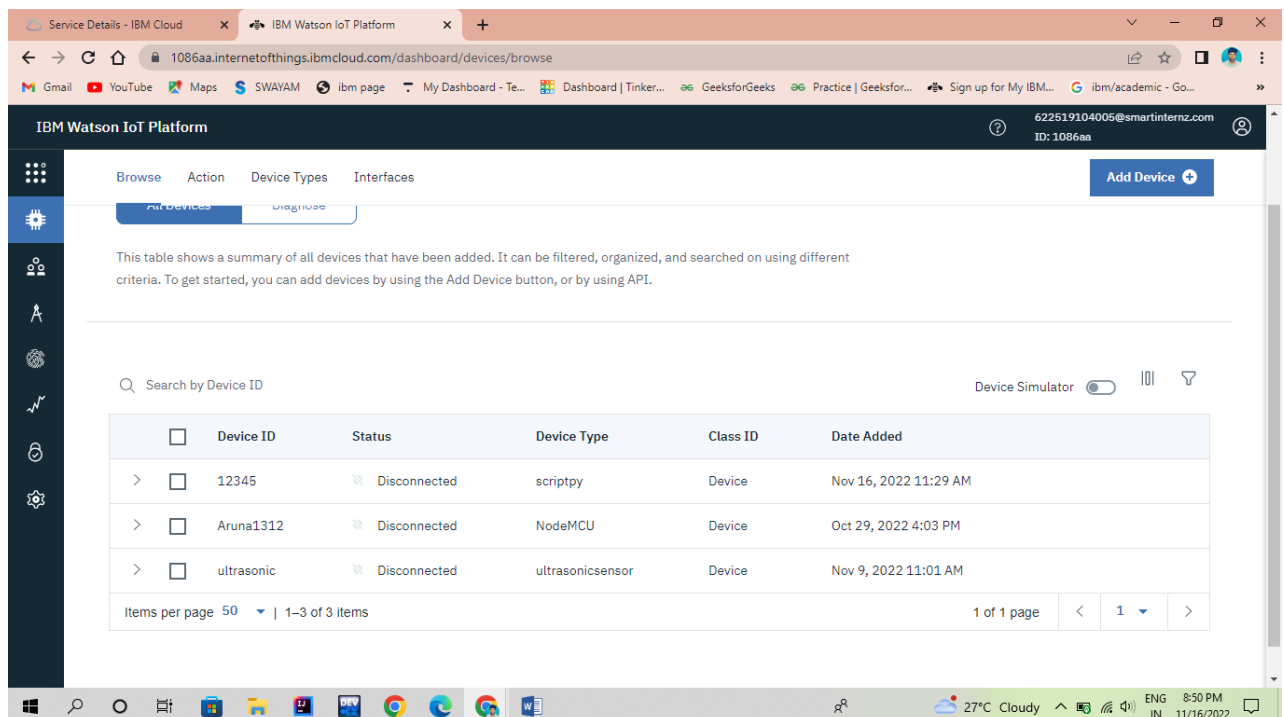 Service Details - IBM Cloud
IBM Watson IoT Platform
1086aa.internetofthings.ibmcloud.com/dashboard/devices/browse
Gmail YouTube Maps SWAYAM ibm page My Dashboard - Te... Dashboard | Tinker... GeeksforGeeks Practice | Geeksfor... Sign up for My IBM... ibm/academic - Go... »
IBM Watson IoT Platform
622519104005@smartinternz.com
ID: 1086aa
Browse Action Device Types Interfaces Add Device
All Devices Diagnose
This table shows a summary of all devices that have been added. It can be filtered, organized, and searched on using different
criteria. To get started, you can add devices by using the Add Device button, or by using API.
Search by Device ID Device Simulator
Device ID Status Device Type Class ID Date Added
12345 Disconnected scriptpy Device Nov 16, 2022 11:29 AM
Aruna1312 Disconnected NodeMCU Device Oct 29, 2022 4:03 PM
ultrasonic Disconnected ultrasonicsensor Device Nov 9, 2022 11:01 AM
Items per page 50 | 1–3 of 3 items 1 of 1 page 1
DEV
27°C Cloudy ENG 8:50 PM
IN 11/16/2022